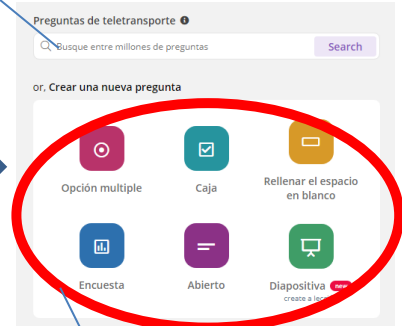 Preguntas de teletransporte
Busque entre millones de preguntas
Search
or, Crear una nueva pregunta
Opción multiple
Caja
Rellenar el espacio
en blanco
Encuesta
Abierto
Diapositiva new
create a